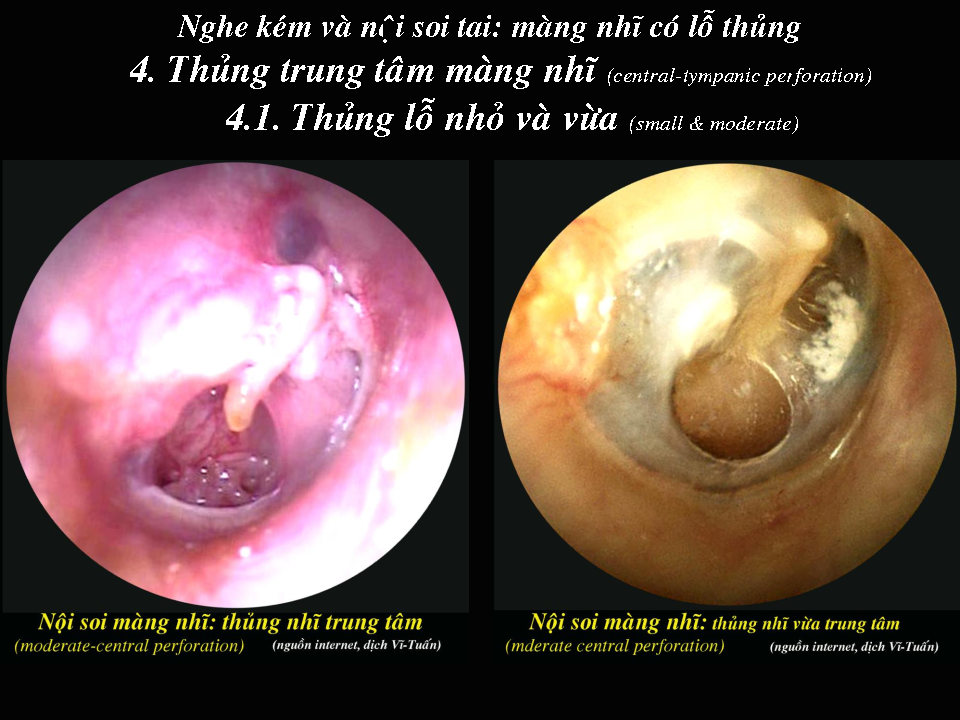 Nghe kém và nội soi tai: màng nhĩ có lỗ thủng
4. Thủng trung tâm màng nhĩ (central-tympanic perforation)
4.1. Thủng lỗ nhỏ và vừa (small & moderate)
Nội soi màng nhĩ: thủng nhĩ trung tâm
(moderate-central perforation) (nguồn internet, dịch Vĩ-Tuấn)
Nội soi màng nhĩ: thủng nhĩ vừa trung tâm
(mderate central perforation) (nguồn internet, dịch Vĩ-Tuấn)